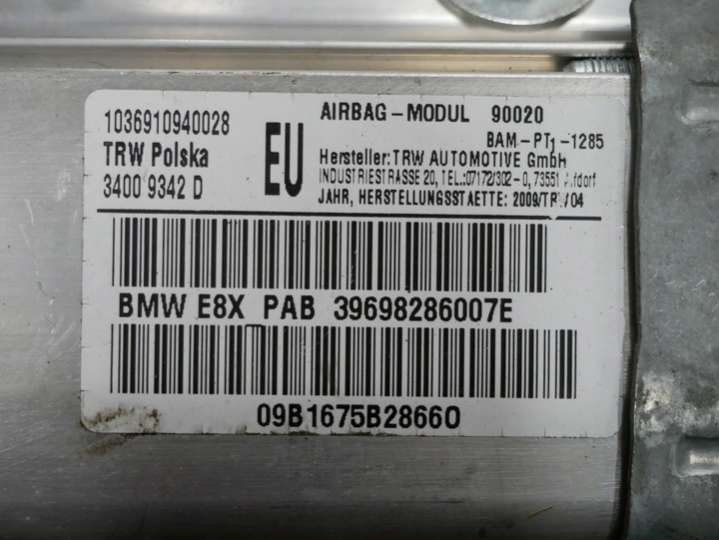 1036910940028
TRW Polska
3400 9342 D
EU
AIRBAG-MODUL 90020
BAM-PT1-1285
Hersteller: TRW AUTOMOTIVE GmbH
INDUSTRIESTRASSE 20, TEL.:07172/302-0, 73551
JAHR, HERSTELLUNGSSTAETTE: 2009/
BMW E8X PAB 39698286007E
09B1675B28660